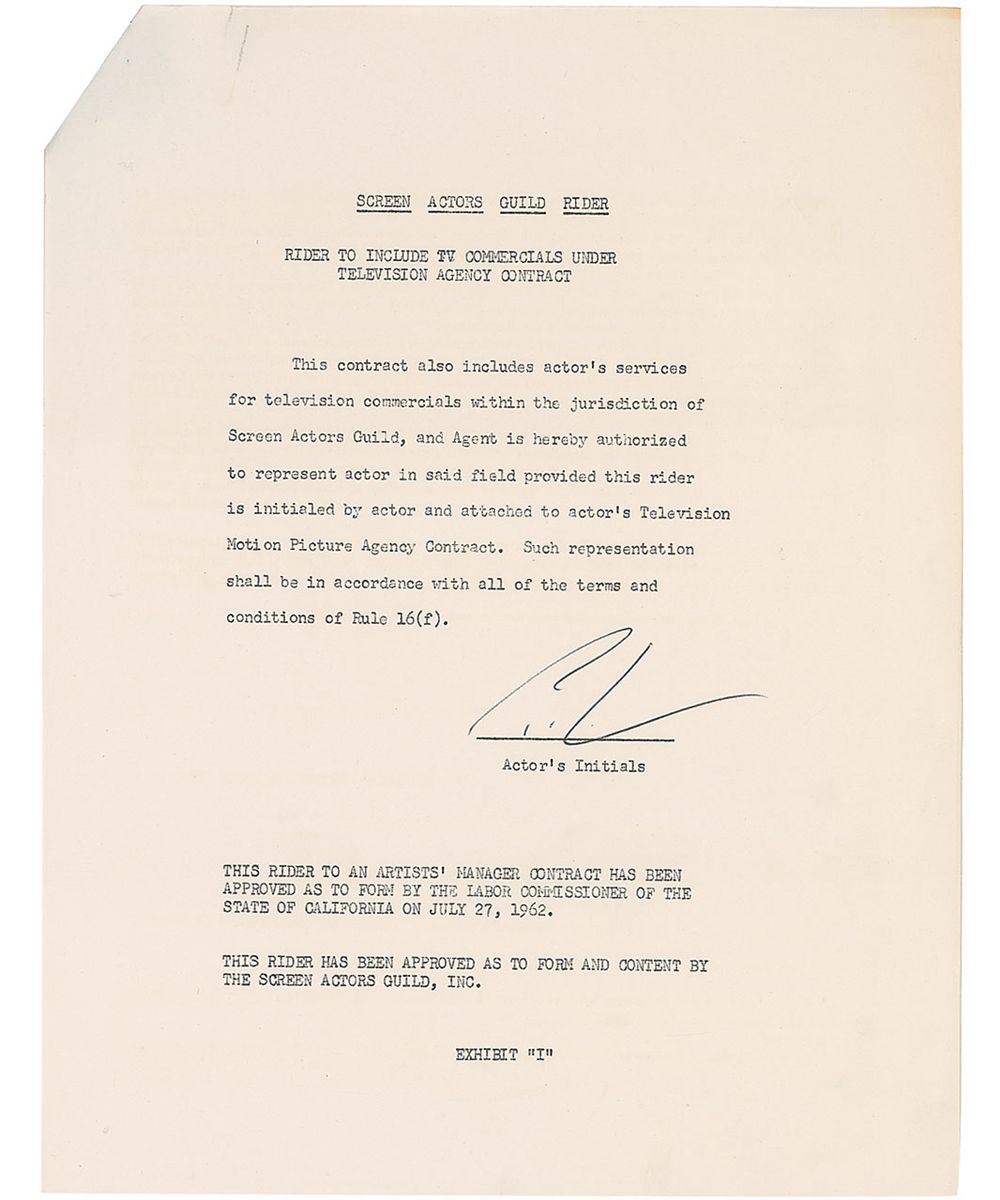 SCREEN ACTORS GUILD RIDER
RIDER TO INCLUDE TV COMMERCIALS UNDER
TELEVISION AGENCY CONTRACT
This contract also includes actor's services
for television commercials within the jurisdiction of
Screen Actors Guild, and Agent is hereby authorized
to represent actor in said field provided this rider
is initialed by actor and attached to actor's Television
Motion Picture Agency Contract. Such representation
shall be in accordance with all of the terms and
conditions of Rule 16(f).
Actor's Initials
THIS RIDER TO AN ARTISTS' MANAGER CONTRACT HAS BEEN
APPROVED AS TO FORM BY THE LABOR COMMISSIONER OF THE
STATE OF CALIFORNIA ON JULY 27, 1962.
THIS RIDER HAS BEEN APPROVED AS TO FORM AND CONTENT BY
THE SCREEN ACTORS GUILD, INC.
EXHIBIT "I"